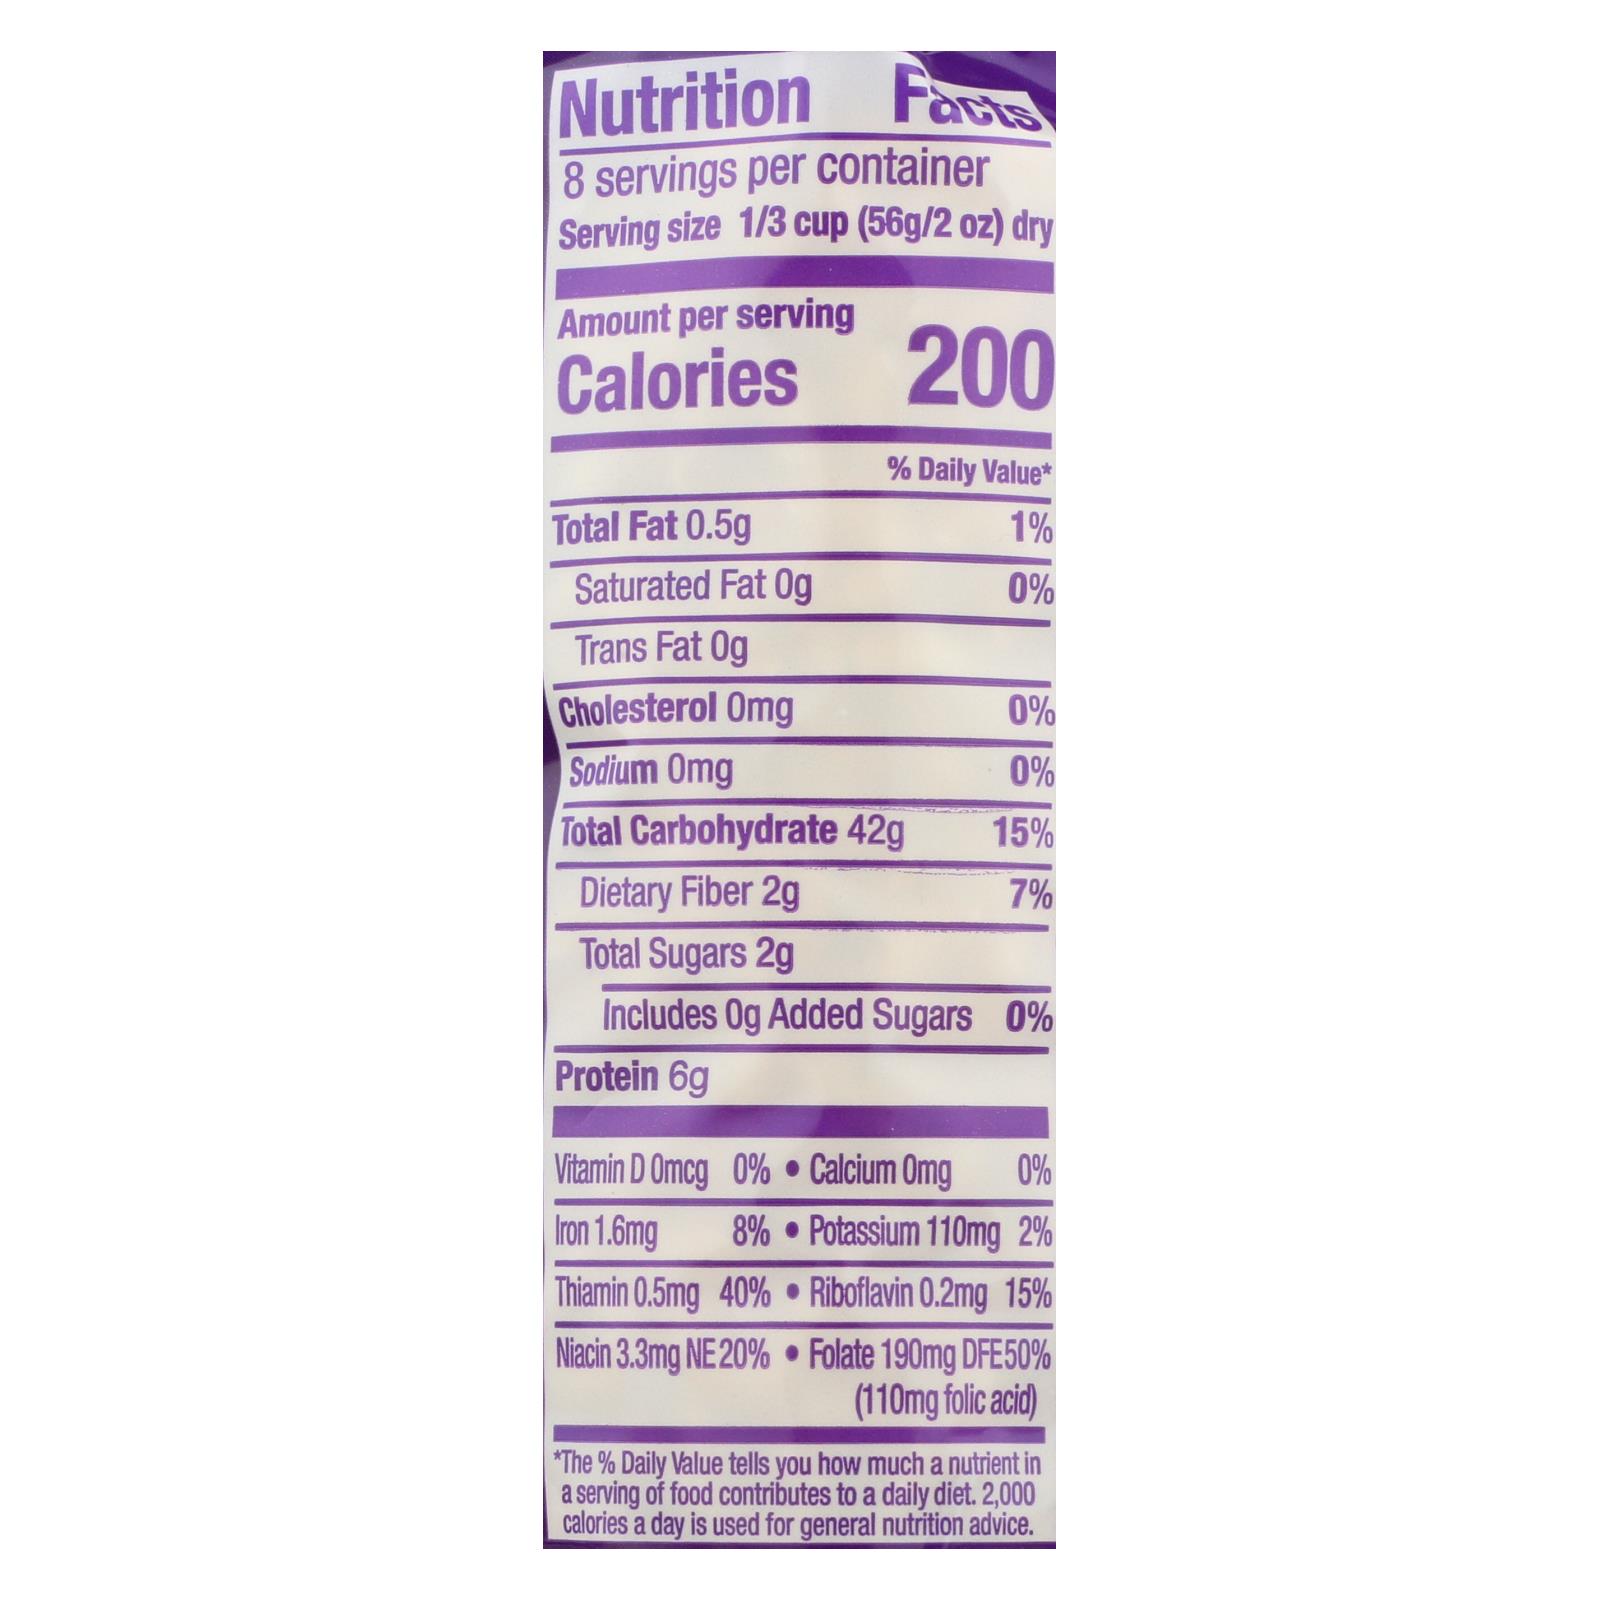 Nutrition Facts
8 servings per container
Serving size 1/3 cup (56g/2 oz) dry
Amount per serving
Calories 200
% Daily Value*
Total Fat 0.5g 1%
Saturated Fat 0g 0%
Trans Fat 0g
Cholesterol 0mg 0%
Sodium 0mg 0%
Total Carbohydrate 42g 15%
Dietary Fiber 2g 7%
Total Sugars 2g
Includes 0g Added Sugars 0%
Protein 6g
Vitamin D 0mcg 0% • Calcium 0mg 0%
Iron 1.6mg 8% • Potassium 110mg 2%
Thiamin 0.5mg 40% • Riboflavin 0.2mg 15%
Niacin 3.3mg NE 20% • Folate 190mg DFE 50%
(110mg folic acid)
*The % Daily Value tells you how much a nutrient in
a serving of food contributes to a daily diet. 2,000
calories a day is used for general nutrition advice.